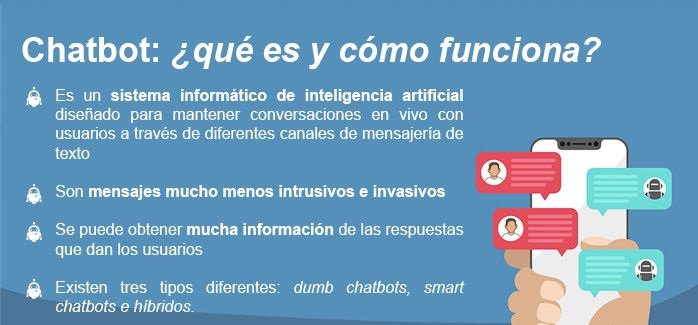 Chatbot: ¿qué es y cómo funciona?
Es un sistema informático de inteligencia artificial
diseñado para mantener conversaciones en vivo con
usuarios a través de diferentes canales de mensajería de
texto
Son mensajes mucho menos intrusivos e invasivos
Se puede obtener mucha información de las respuestas
que dan los usuarios
Existen tres tipos diferentes: dumb chatbots, smart
chatbots e híbridos.